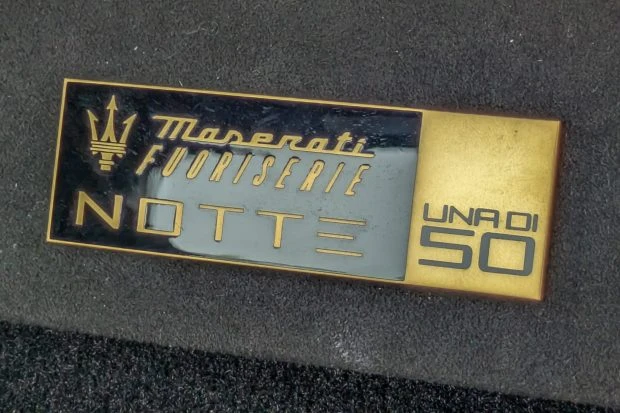 Maserati
FUORISERIE
NOTTE
UNA DI
50